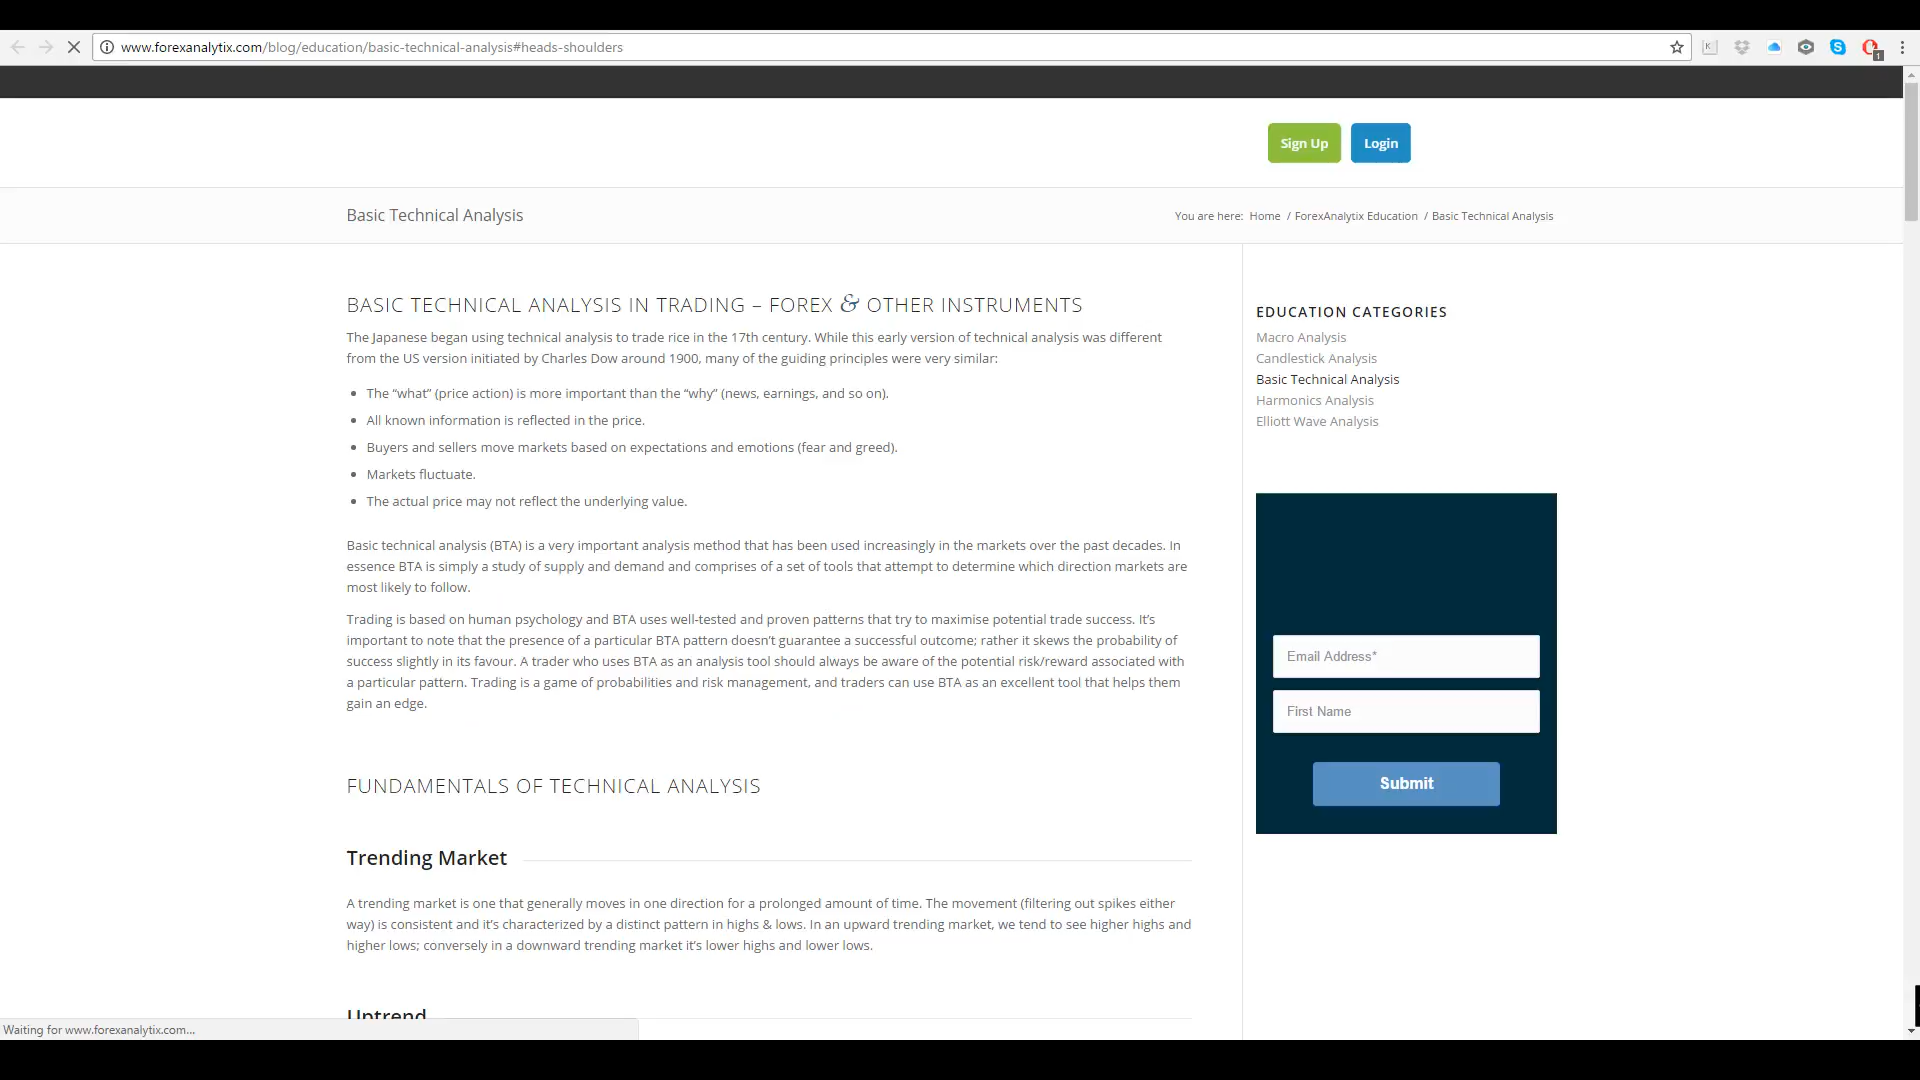 www.forexanalytix.com/blog/education/basic-technical-analysis#heads-shoulders
1
Sign Up
Login
Basic Technical Analysis
You are here: Home / ForexAnalytix Education / Basic Technical Analysis
BASIC TECHNICAL ANALYSIS IN TRADING – FOREX & OTHER INSTRUMENTS
The Japanese began using technical analysis to trade rice in the 17th century. While this early version of technical analysis was different
from the US version initiated by Charles Dow around 1900, many of the guiding principles were very similar:
The “what” (price action) is more important than the “why” (news, earnings, and so on).
All known information is reflected in the price.
Buyers and sellers move markets based on expectations and emotions (fear and greed).
Markets fluctuate.
The actual price may not reflect the underlying value.
Basic technical analysis (BTA) is a very important analysis method that has been used increasingly in the markets over the past decades. In
essence BTA is simply a study of supply and demand and comprises of a set of tools that attempt to determine which direction markets are
most likely to follow.
Trading is based on human psychology and BTA uses well-tested and proven patterns that try to maximise potential trade success. It’s
important to note that the presence of a particular BTA pattern doesn’t guarantee a successful outcome; rather it skews the probability of
success slightly in its favour. A trader who uses BTA as an analysis tool should always be aware of the potential risk/reward associated with
a particular pattern. Trading is a game of probabilities and risk management, and traders can use BTA as an excellent tool that helps them
gain an edge.
FUNDAMENTALS OF TECHNICAL ANALYSIS
Trending Market
A trending market is one that generally moves in one direction for a prolonged amount of time. The movement (filtering out spikes either
way) is consistent and it’s characterized by a distinct pattern in highs & lows. In an upward trending market, we tend to see higher highs and
higher lows; conversely in a downward trending market it’s lower highs and lower lows.
Uptrend
EDUCATION CATEGORIES
Macro Analysis
Candlestick Analysis
Basic Technical Analysis
Harmonics Analysis
Elliott Wave Analysis
Email Address*
First Name
Submit
Waiting for www.forexanalytix.com...